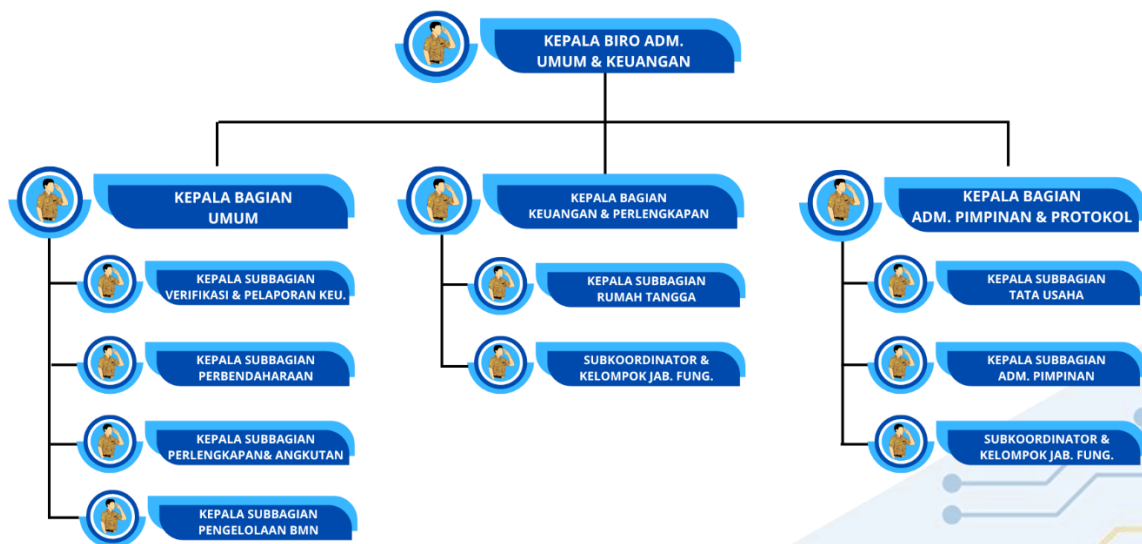 KEPALA BIRO ADM.
UMUM & KEUANGAN
KEPALA BAGIAN
UMUM
KEPALA BAGIAN
KEUANGAN & PERLENGKAPAN
KEPALA BAGIAN
ADM. PIMPINAN & PROTOKOL
KEPALA SUBBAGIAN
VERIFIKASI & PELAPORAN KEU.
KEPALA SUBBAGIAN
RUMAH TANGGA
KEPALA SUBBAGIAN
TATA USAHA
KEPALA SUBBAGIAN
PERBENDAHARAAN
SUBKOORDINATOR &
KELOMPOK JAB. FUNG.
KEPALA SUBBAGIAN
ADM. PIMPINAN
KEPALA SUBBAGIAN
PERLENGKAPAN& ANGKUTAN
SUBKOORDINATOR &
KELOMPOK JAB. FUNG.
KEPALA SUBBAGIAN
PENGELOLAAN BMN